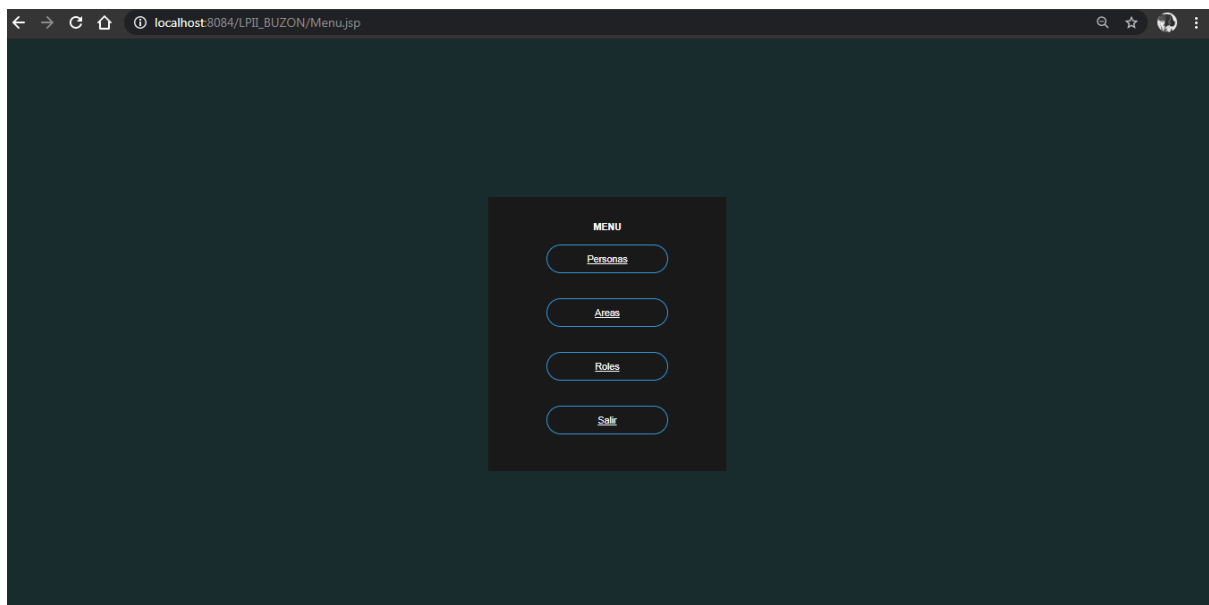 localhost:8084/LPII_BUZON/Menu.jsp
MENU
Personas
Areas
Roles
Salir